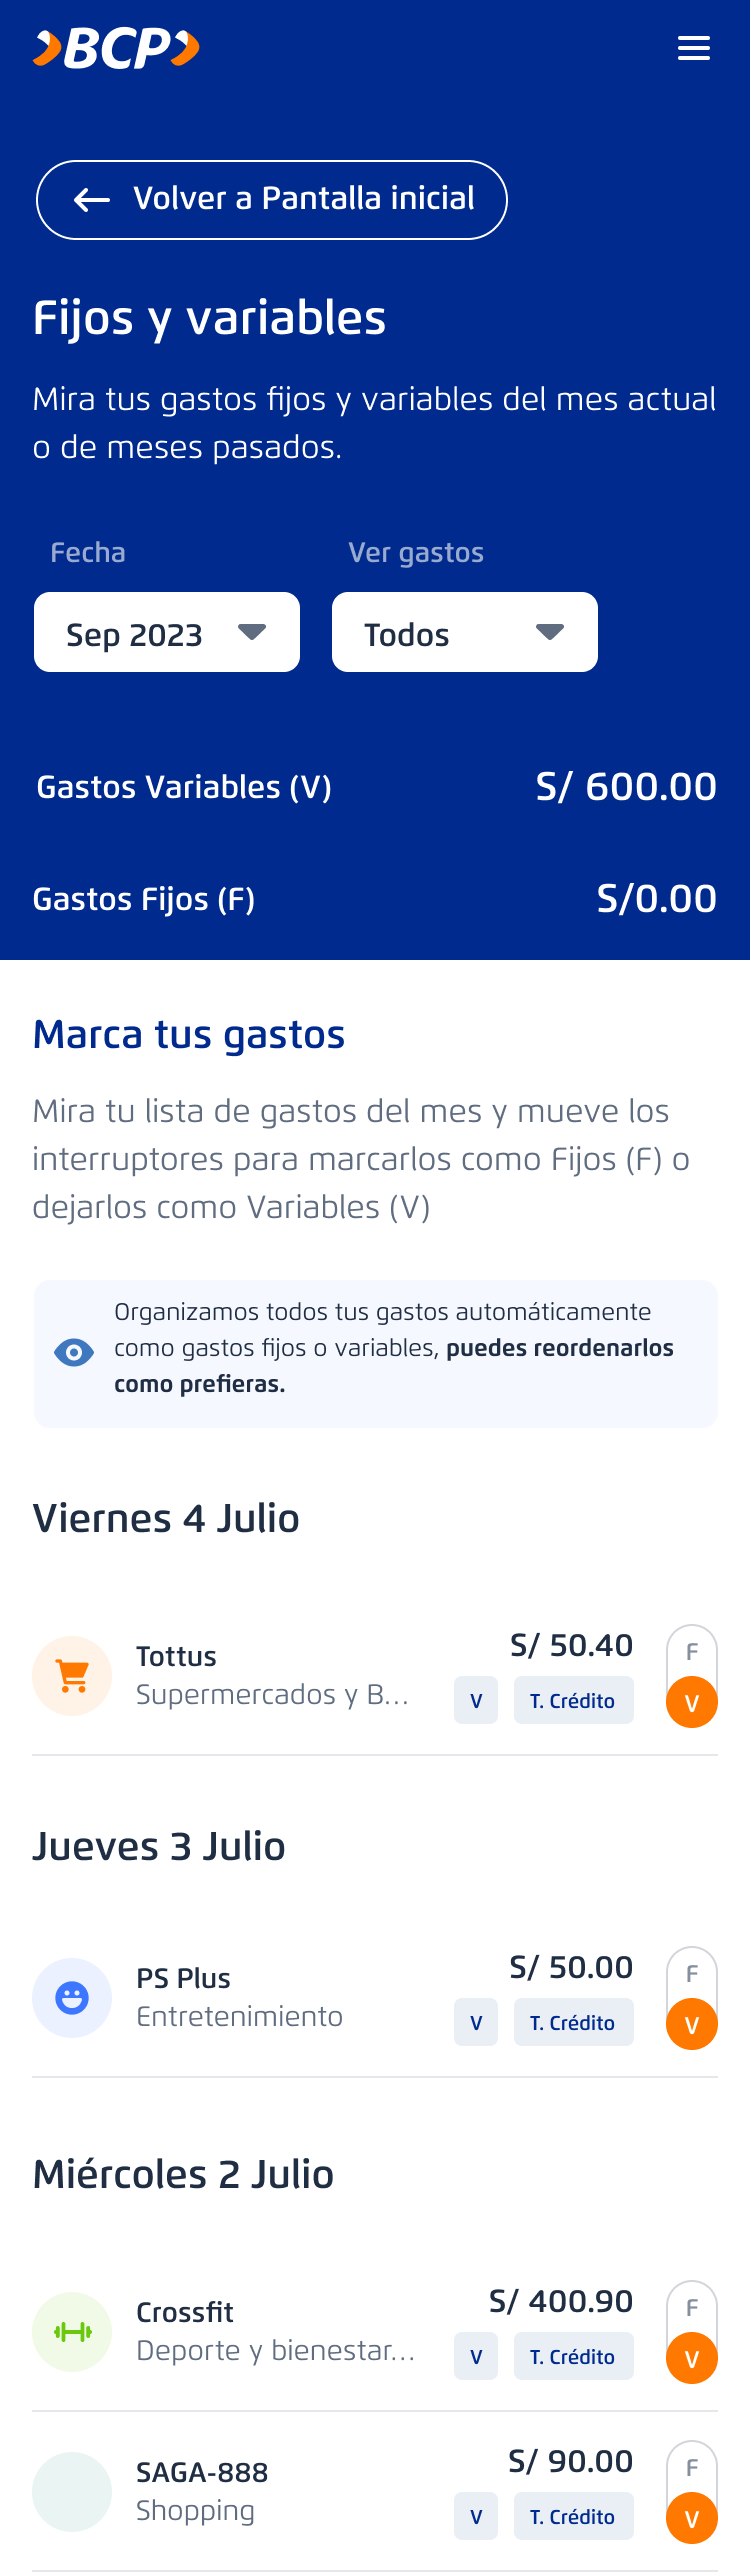 BCP
Volver a Pantalla inicial
Fijos y variables
Mira tus gastos fijos y variables del mes actual
o de meses pasados.
Fecha
Ver gastos
Sep 2023
Todos
Gastos Variables (V)
S/ 600.00
Gastos Fijos (F)
S/0.00
Marca tus gastos
Mira tu lista de gastos del mes y mueve los
interruptores para marcarlos como Fijos (F) o
dejarlos como Variables (V)
Organizamos todos tus gastos automáticamente
como gastos fijos o variables, puedes reordenarlos
como prefieras.
Viernes 4 Julio
Tottus
Supermercados y B...
S/ 50.40
V
T. Crédito
F
V
Jueves 3 Julio
PS Plus
Entretenimiento
S/ 50.00
V
T. Crédito
F
V
Miércoles 2 Julio
Crossfit
Deporte y bienestar...
S/ 400.90
V
T. Crédito
F
V
SAGA-888
Shopping
S/ 90.00
V
T. Crédito
F
V